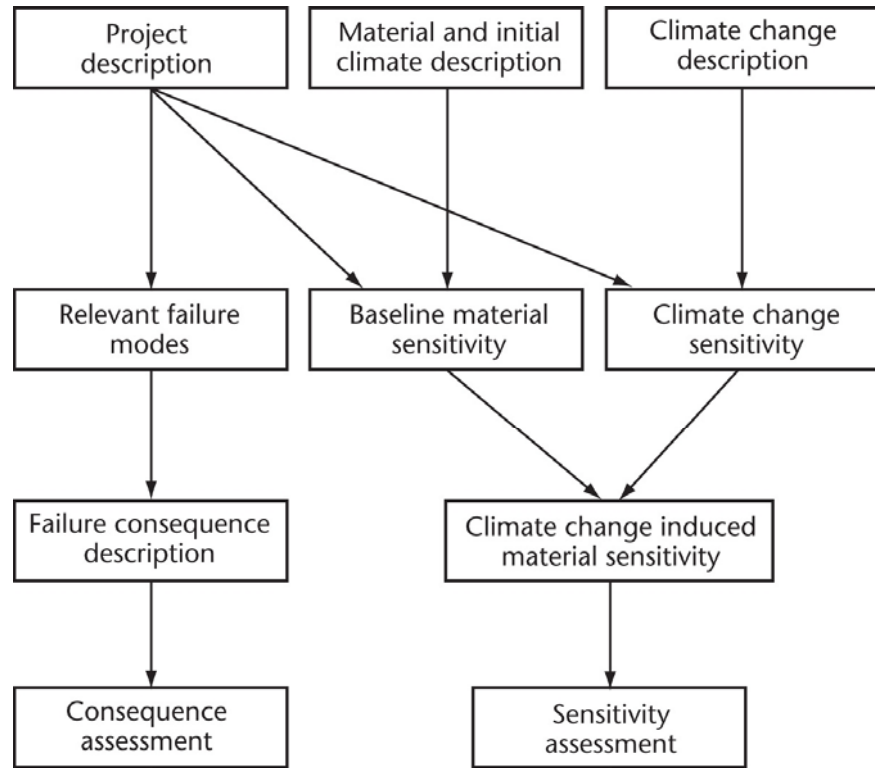 Project
description
Material and initial
climate description
Climate change
description
Relevant failure
modes
Baseline material
sensitivity
Climate change
sensitivity
Failure consequence
description
Climate change induced
material sensitivity
Consequence
assessment
Sensitivity
assessment